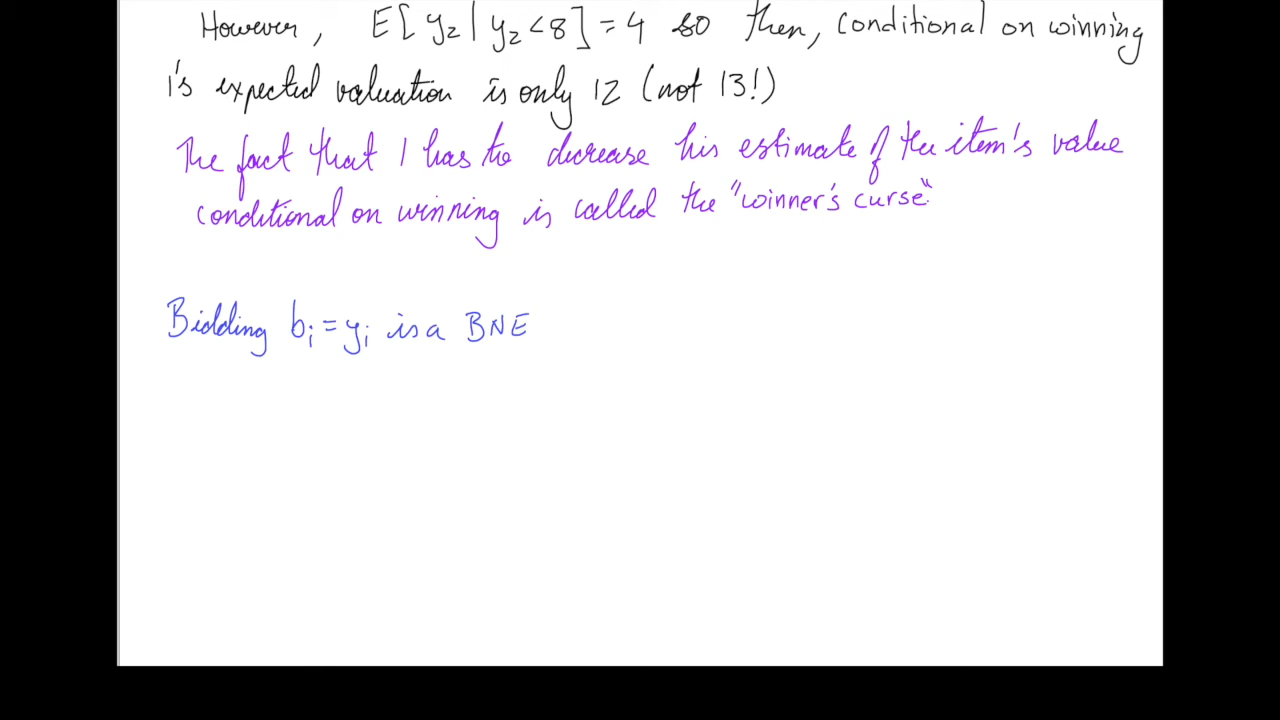 However, E[y₂ | y₂ < 8] = 4 so then, conditional on winning
1's expected valuation is only 12 (not 13!)
The fact that 1 has to decrease his estimate of the item's value
conditional on winning is called the "winner's curse"
Bidding bᵢ = yᵢ is a BNE